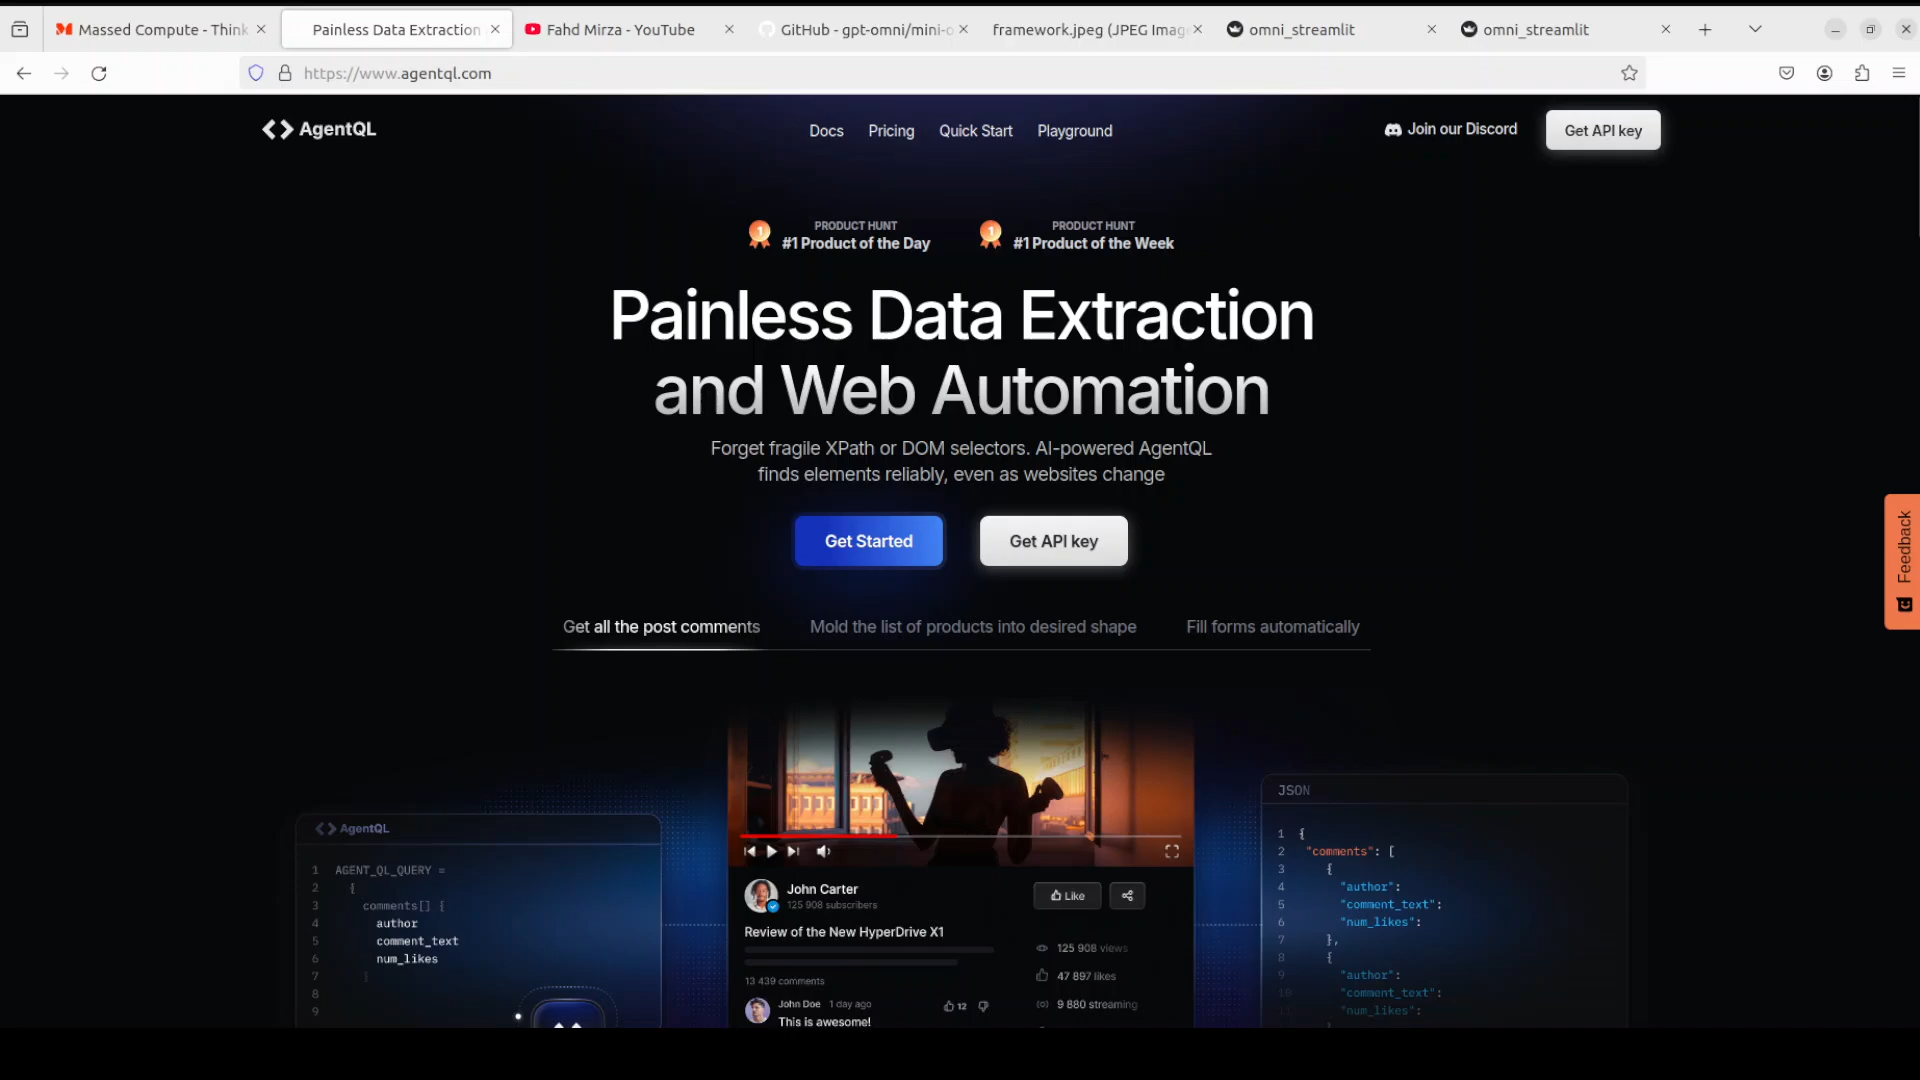 Massed Compute - Think
Painless Data Extraction
Fahd Mirza - YouTube
GitHub - gpt-omni/mini-o
framework.jpeg (JPEG Imag
omni_streamlit
omni_streamlit
https://www.agentql.com
AgentQL
Docs
Pricing
Quick Start
Playground
Join our Discord
Get API key
PRODUCT HUNT
#1 Product of the Day
PRODUCT HUNT
#1 Product of the Week
Painless Data Extraction
and Web Automation
Forget fragile XPath or DOM selectors. AI-powered AgentQL
finds elements reliably, even as websites change
Get Started
Get API key
Feedback
Get all the post comments
Mold the list of products into desired shape
Fill forms automatically
AgentQL
1 AGENT_QL_QUERY =
2 {
3 comments[] {
4 author
5 comment_text
6 num_likes
7 }
8
9
John Carter
125 908 subscribers
Like
Review of the New HyperDrive X1
125 908 views
47 897 likes
9 880 streaming
13 439 comments
John Doe 1 day ago
12
This is awesome!
JSON
1 {
2 "comments": [
3 {
4 "author":
5 "comment_text":
6 "num_likes":
7 },
8 {
9 "author":
10 "comment_text":
11 "num_likes":